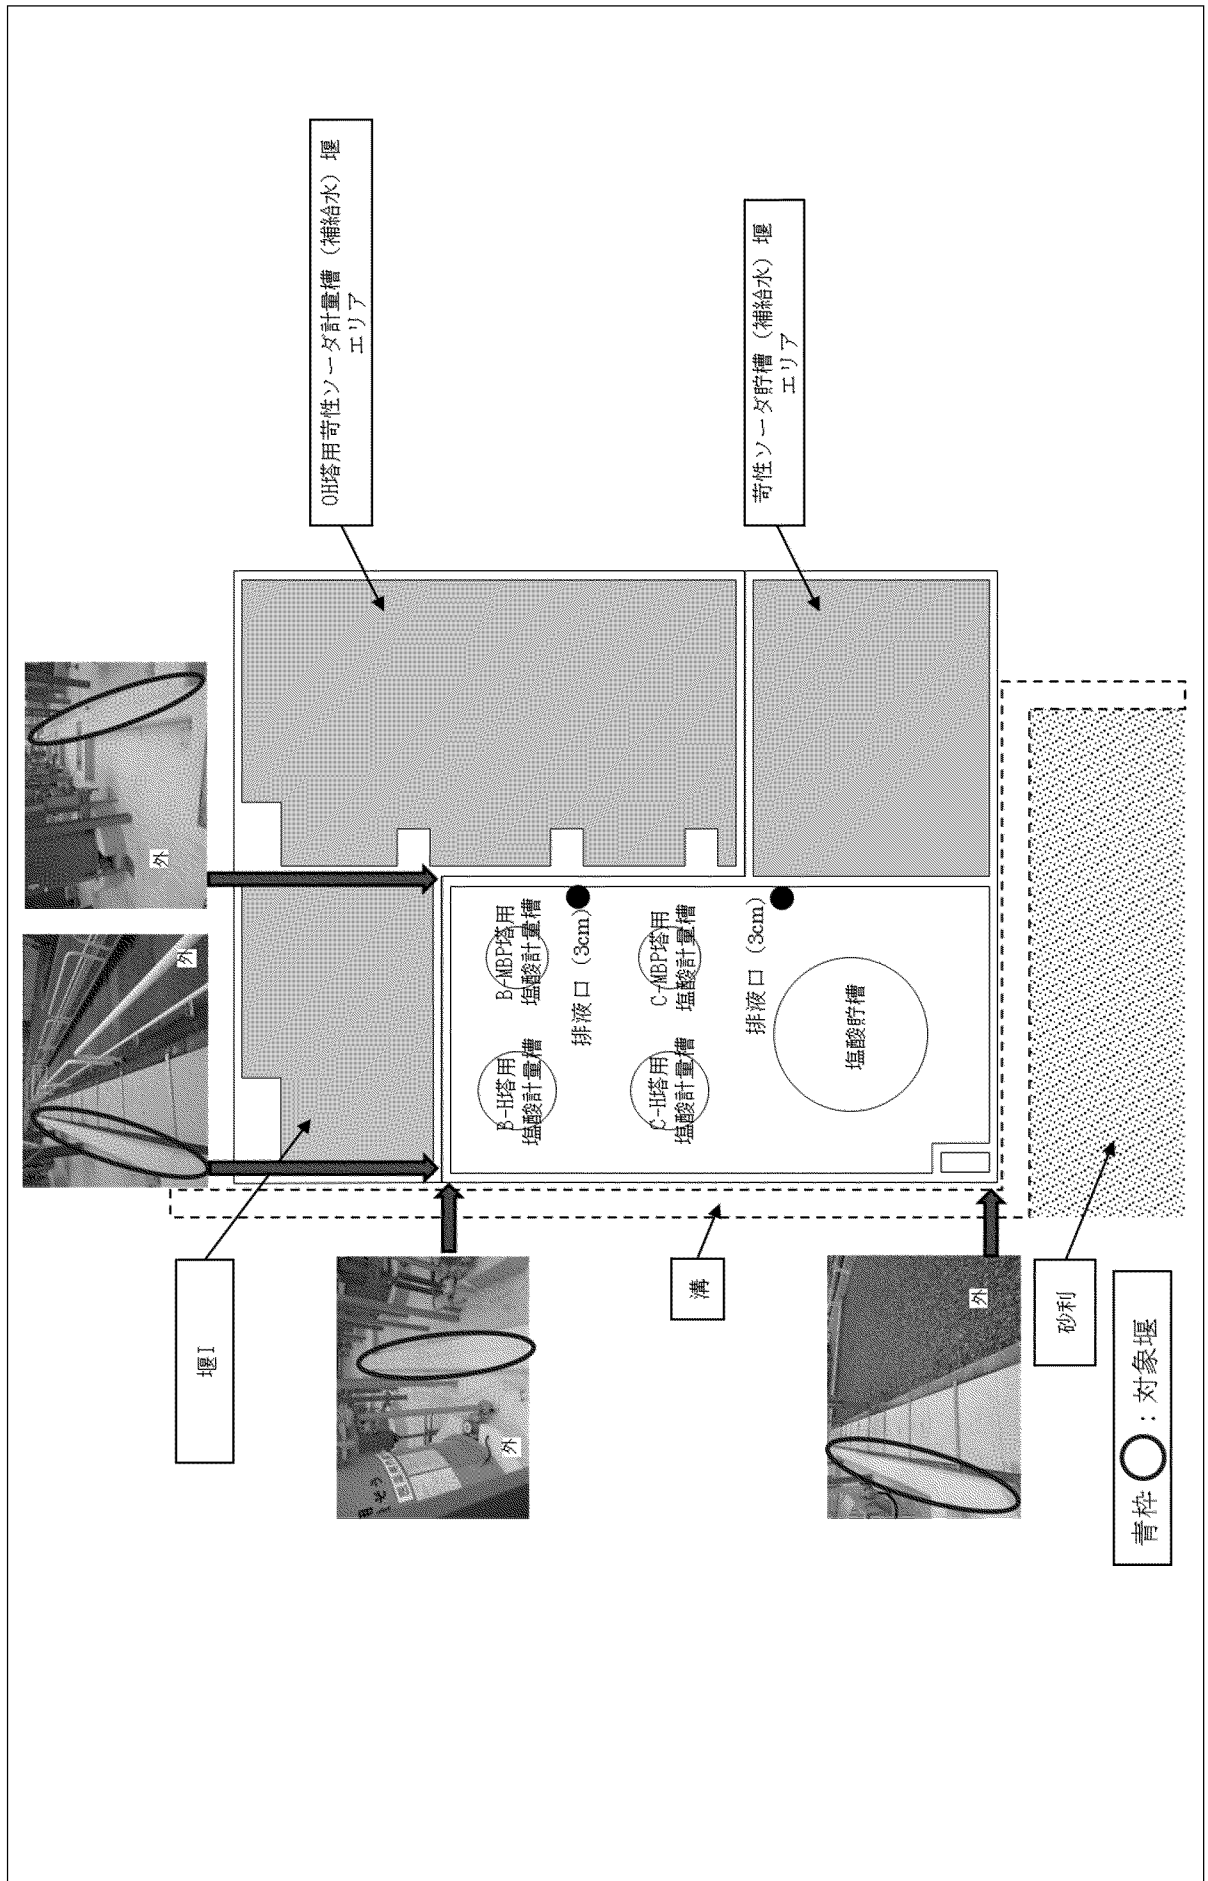 OH塔用苛性ソーダ計量槽（補給水）堰
エリア
苛性ソーダ貯槽（補給水）堰
エリア
外
外
堰I
B-MBP塔用
塩酸計量槽
排液口（3cm）
C-MBP塔用
塩酸計量槽
排液口（3cm）
B-H塔用
塩酸計量槽
C-H塔用
塩酸計量槽
塩酸貯槽
外
溝
外
砂利
青枠 ：対象堰